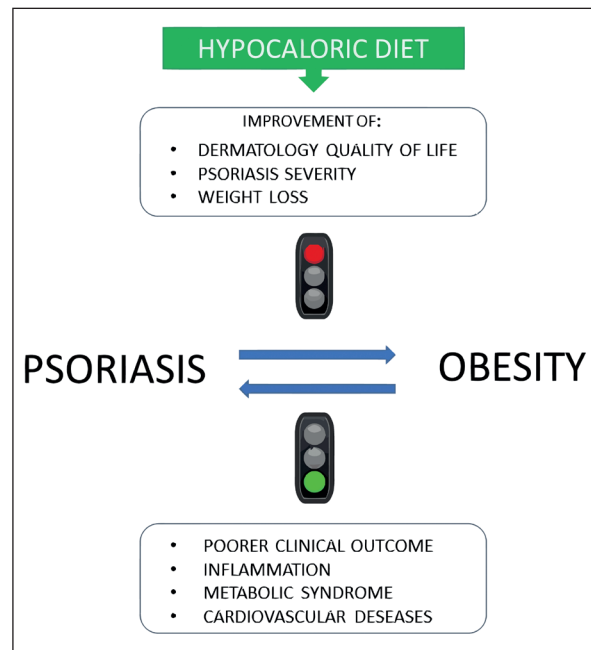 HYPOCALORIC DIET
IMPROVEMENT OF:
• DERMATOLOGY QUALITY OF LIFE
• PSORIASIS SEVERITY
• WEIGHT LOSS
PSORIASIS
OBESITY
• POORER CLINICAL OUTCOME
• INFLAMMATION
• METABOLIC SYNDROME
• CARDIOVASCULAR DESEASES